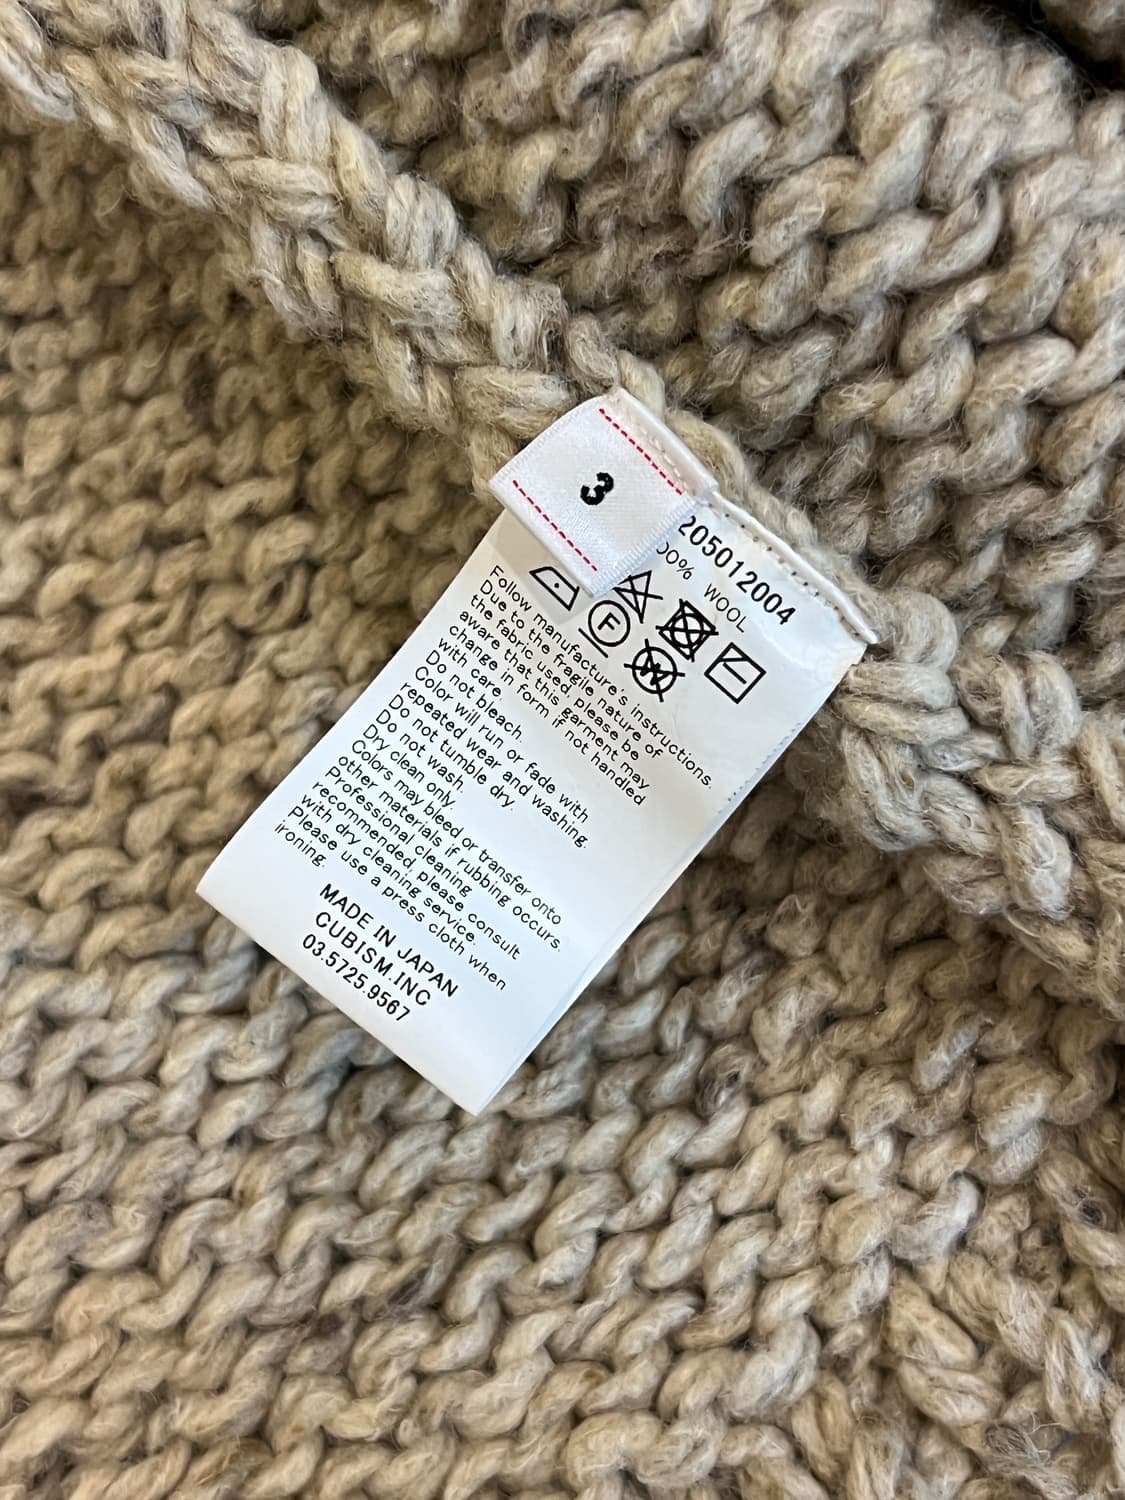 3
205012004
00% WOOL
F
W
Follow manufacture's instructions.
Due to the fragile nature of
the fabric used, please be
aware that this garment may
change in form if not handled
with care.
Do not bleach.
Color will run or fade with
repeated wear and washing.
Do not tumble dry.
Do not wash.
Dry clean only.
Colors may bleed or transfer onto
other materials if rubbing occurs.
Professional cleaning
recommended, please consult
with dry cleaning service.
Please use a press cloth when
ironing.
MADE IN JAPAN
CUBISM.INC
03.5725.9567